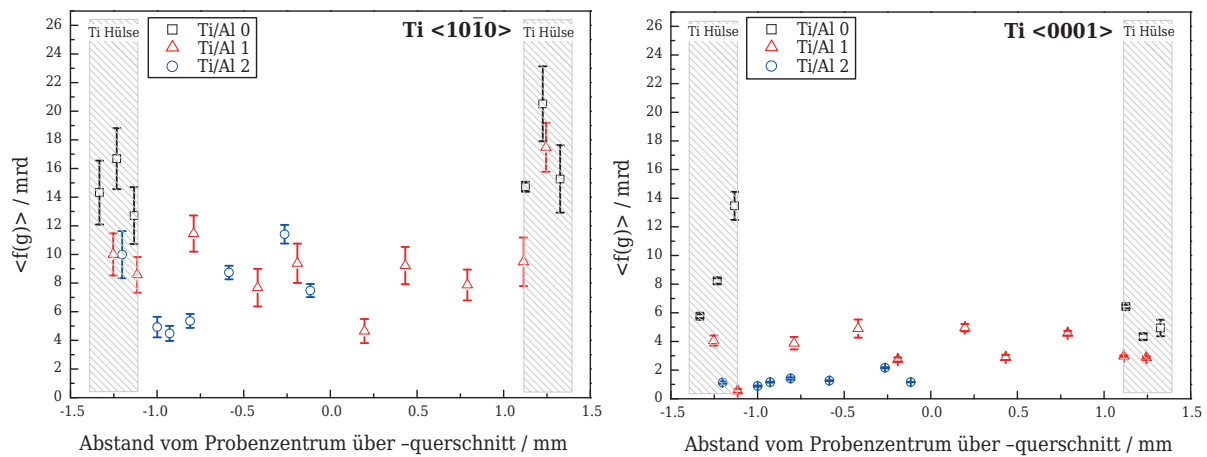 26
24
22
20
18
16
14
12
10
8
6
4
2
0
<f(g)> / mrd
Ti Hülse
Ti/Al 0
Ti/Al 1
Ti/Al 2
Ti <101̄0>
Ti Hülse
-1.5 -1.0 -0.5 0.0 0.5 1.0 1.5
Abstand vom Probenzentrum über –querschnitt / mm
26
24
22
20
18
16
14
12
10
8
6
4
2
0
<f(g)> / mrd
Ti Hülse
Ti/Al 0
Ti/Al 1
Ti/Al 2
Ti <0001>
Ti Hülse
-1.5 -1.0 -0.5 0.0 0.5 1.0 1.5
Abstand vom Probenzentrum über –querschnitt / mm